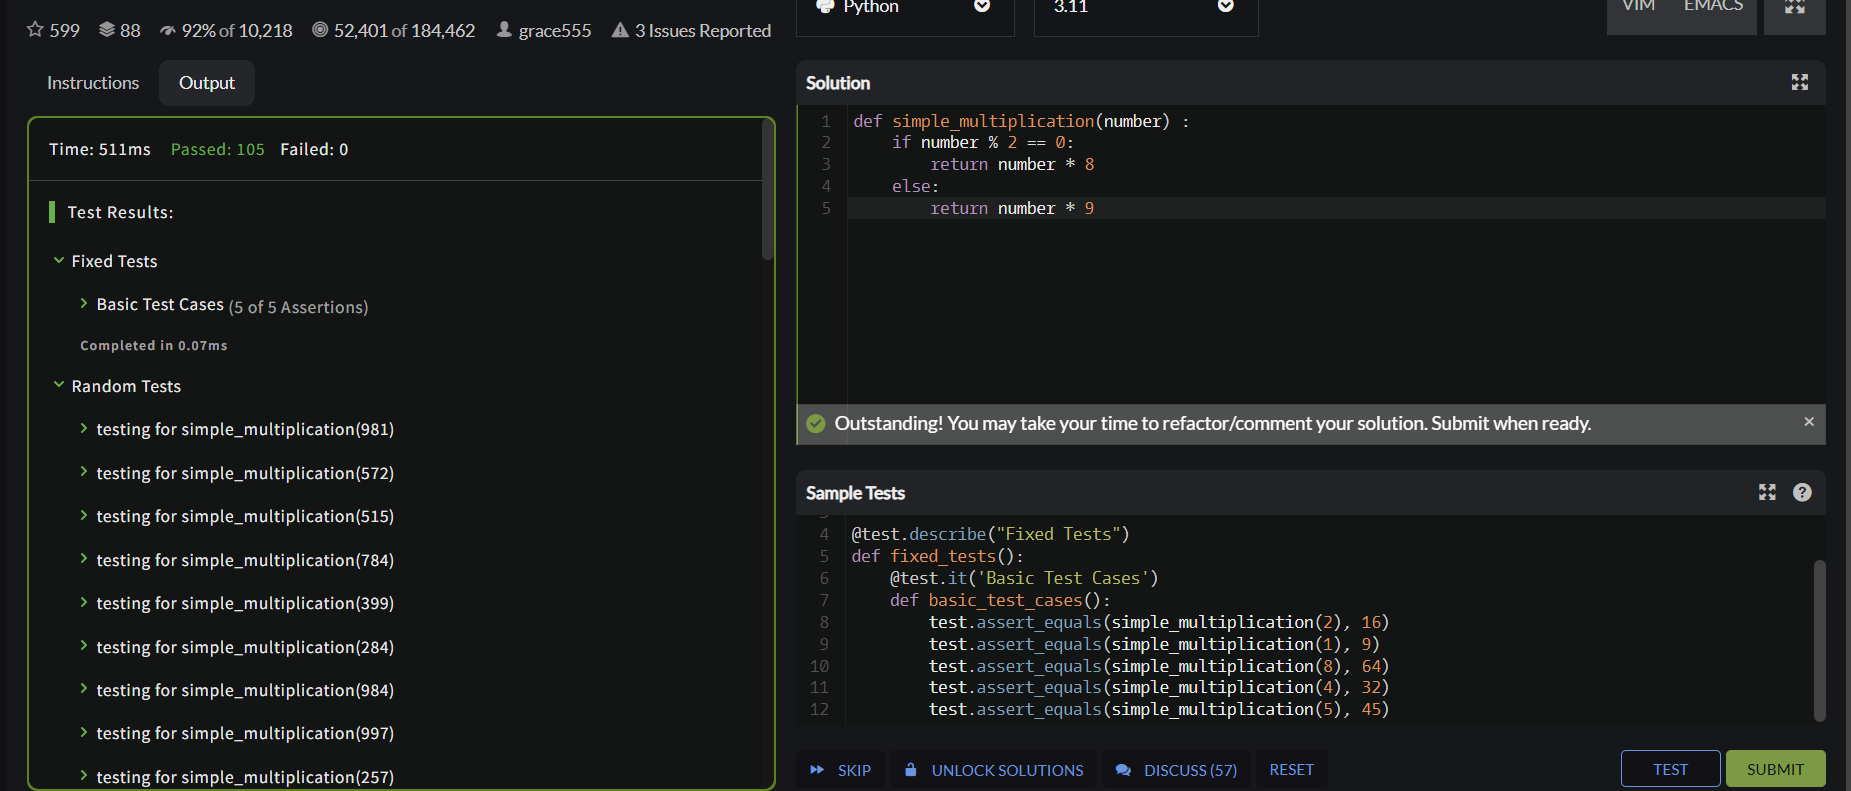 599 88 92% of 10,218 52,401 of 184,462 grace555 3 Issues Reported
Python
3.11
VIM EMACS
Instructions Output
Time: 511ms Passed: 105 Failed: 0
Test Results:
Fixed Tests
Basic Test Cases (5 of 5 Assertions)
Completed in 0.07ms
Random Tests
testing for simple_multiplication(981)
testing for simple_multiplication(572)
testing for simple_multiplication(515)
testing for simple_multiplication(784)
testing for simple_multiplication(399)
testing for simple_multiplication(284)
testing for simple_multiplication(984)
testing for simple_multiplication(997)
testing for simple_multiplication(257)
Solution
1 def simple_multiplication(number) :
2 if number % 2 == 0:
3 return number * 8
4 else:
5 return number * 9
Outstanding! You may take your time to refactor/comment your solution. Submit when ready.
Sample Tests
4 @test.describe("Fixed Tests")
5 def fixed_tests():
6 @test.it('Basic Test Cases')
7 def basic_test_cases():
8 test.assert_equals(simple_multiplication(2), 16)
9 test.assert_equals(simple_multiplication(1), 9)
10 test.assert_equals(simple_multiplication(8), 64)
11 test.assert_equals(simple_multiplication(4), 32)
12 test.assert_equals(simple_multiplication(5), 45)
SKIP UNLOCK SOLUTIONS DISCUSS (57) RESET TEST SUBMIT